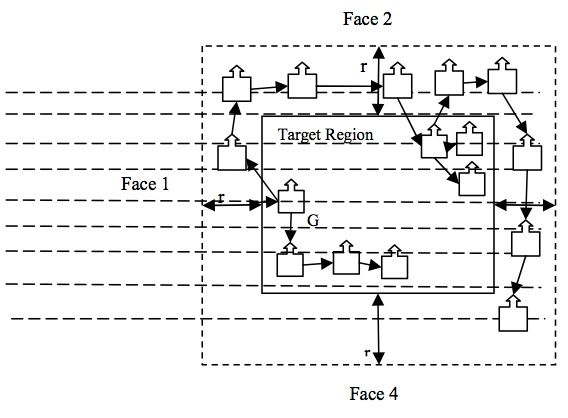 Face 2
r
Target Region
Face 1
r
G
r
Face 4